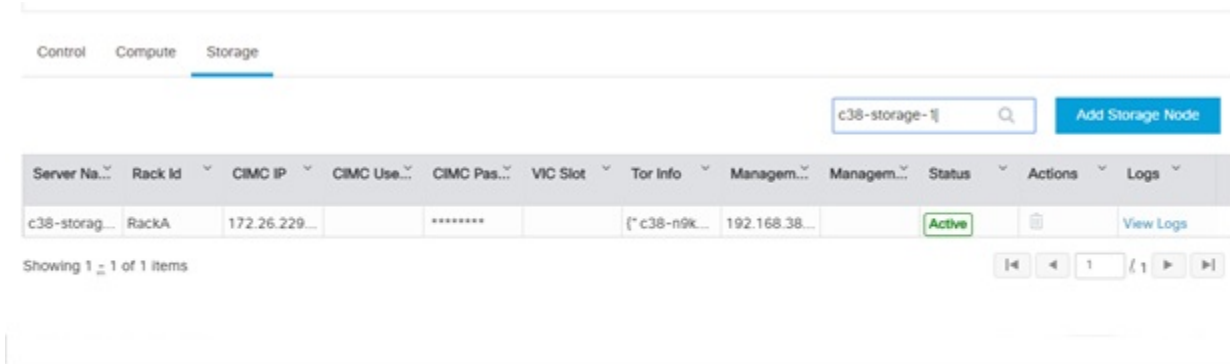 Control Compute Storage
c38-storage-1
Add Storage Node
Server Na... Rack Id CIMC IP CIMC Use... CIMC Pas... VIC Slot Tor Info Managem... Managem... Status Actions Logs
c38-storag... RackA 172.26.229... ******** {"c38-n9k... 192.168.38... Active View Logs
Showing 1 - 1 of 1 items
1 / 1